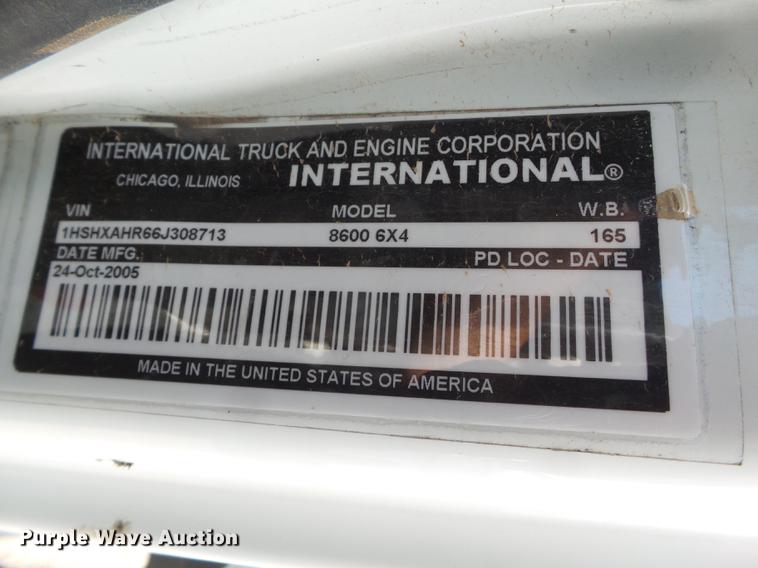 INTERNATIONAL TRUCK AND ENGINE CORPORATION
CHICAGO, ILLINOIS INTERNATIONAL®
VIN MODEL W.B.
1HSHXAHR66J308713 8600 6X4 165
DATE MFG. PD LOC - DATE
24-Oct-2005
MADE IN THE UNITED STATES OF AMERICA
Purple Wave Auction